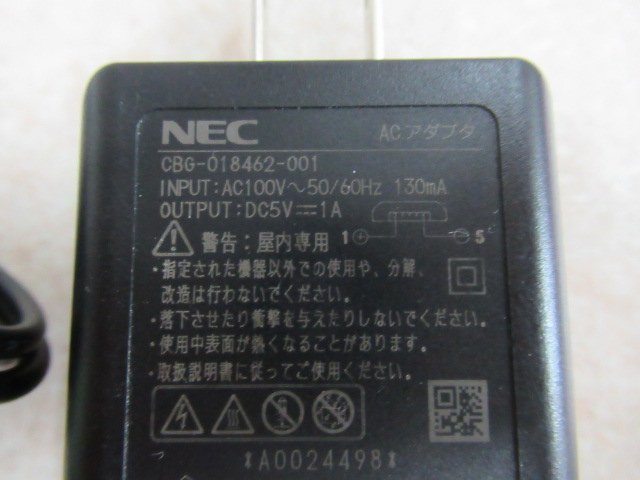 NEC ACアダプタ
CBG-018462-001
INPUT:AC100V～50/60Hz 130mA
OUTPUT:DC5V⎓1A
警告:屋内専用 1 5
・指定された機器以外での使用や、分解、
改造は行わないでください。
・落下させたり衝撃を与えたりしないでください。
・使用中表面が熱くなることがあります。
・取扱説明書に従ってご使用ください。
*A0024498*